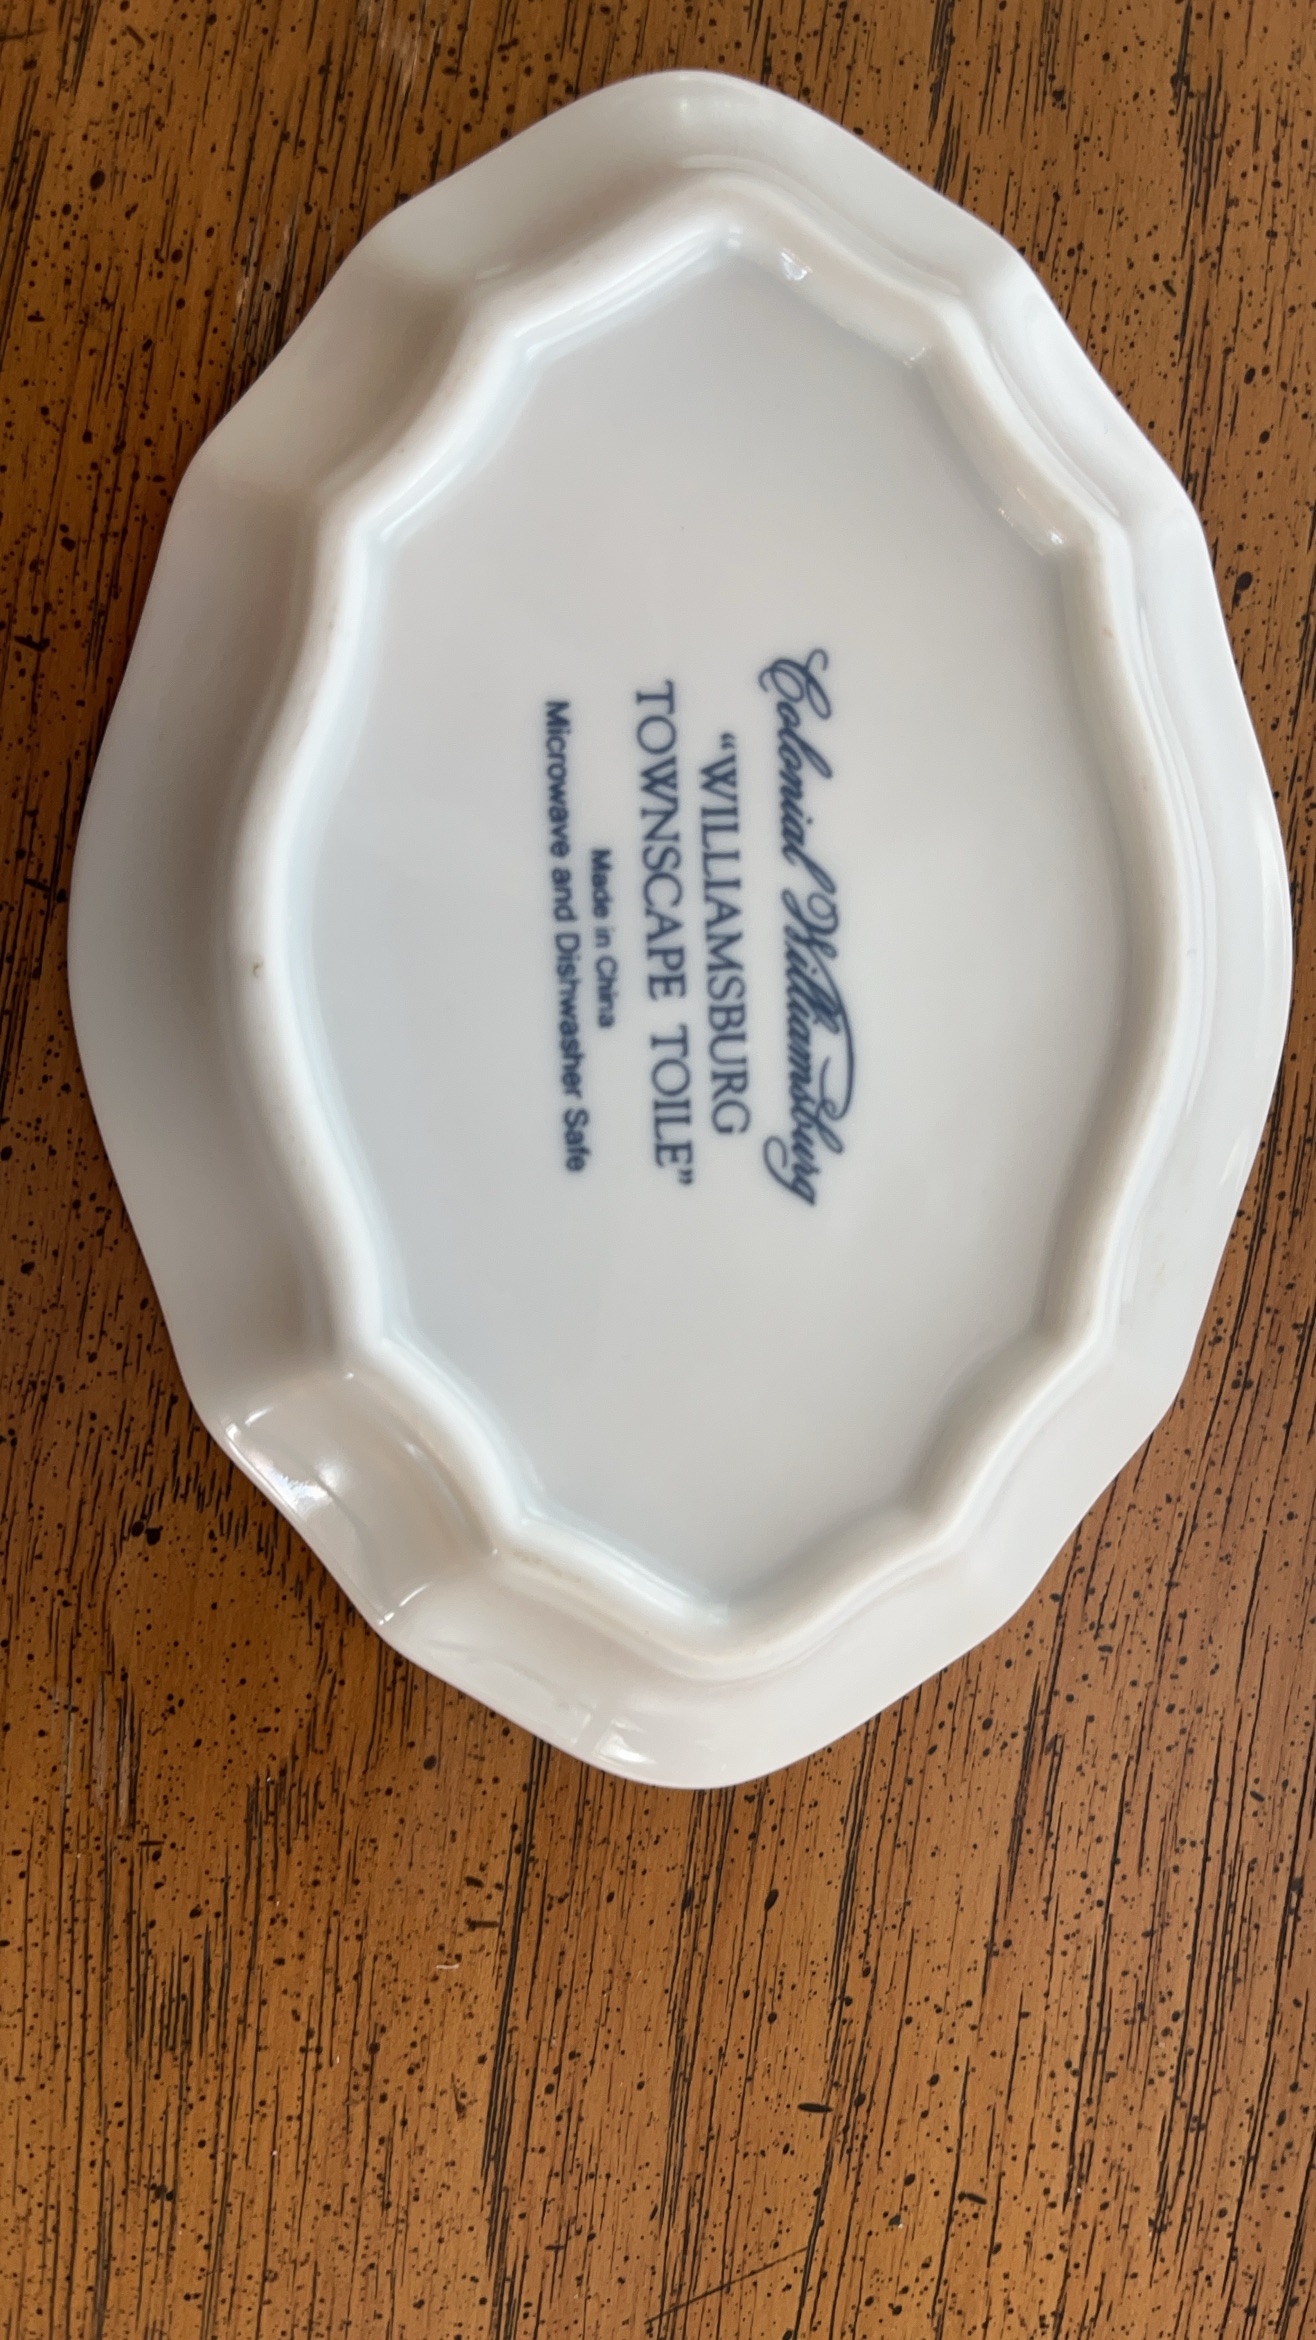 Colonial Williamsburg
“WILLIAMSBURG
TOWNSCAPE TOILE”
Made in China
Microwave and Dishwasher Safe